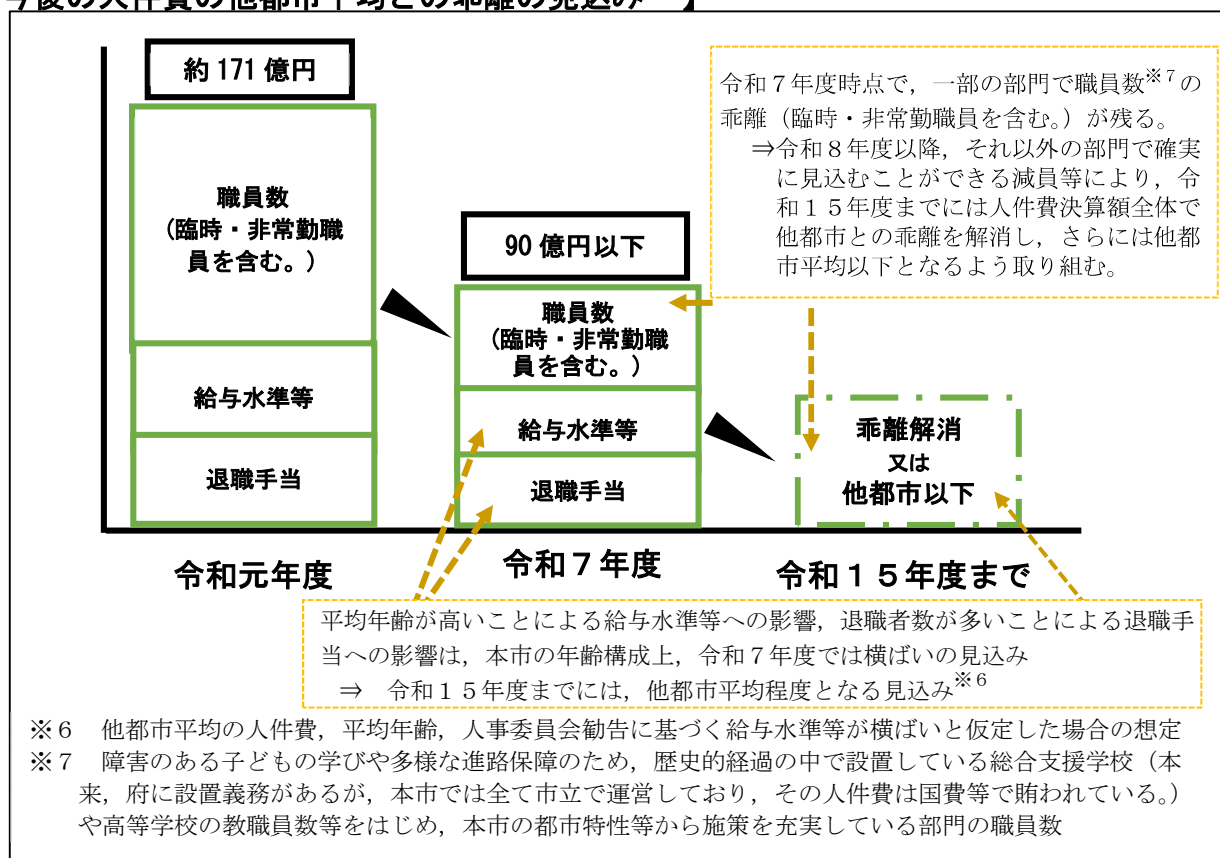 今後の人件費の他都市平均との乖離の見込み】
約171億円
令和７年度時点で，一部の部門で職員数※７の
乖離（臨時・非常勤職員を含む。）が残る。
⇒令和８年度以降，それ以外の部門で確実
に見込むことができる減員等により，令
和１５年度までには人件費決算額全体で
他都市との乖離を解消し，さらには他都
市平均以下となるよう取り組む。
職員数
(臨時・非常勤職
員を含む。)
90億円以下
職員数
(臨時・非常勤職
員を含む。)
給与水準等
給与水準等
乖離解消
又は
他都市以下
退職手当
退職手当
令和元年度
令和７年度
令和１５年度まで
平均年齢が高いことによる給与水準等への影響，退職者数が多いことによる退職手
当への影響は，本市の年齢構成上，令和７年度では横ばいの見込み
⇒　令和１５年度までには，他都市平均程度となる見込み※６
※６　他都市平均の人件費，平均年齢，人事委員会勧告に基づく給与水準等が横ばいと仮定した場合の想定
※７　障害のある子どもの学びや多様な進路保障のため，歴史的経過の中で設置している総合支援学校（本
来，府に設置義務があるが，本市では全て市立で運営しており，その人件費は国費等で賄われている。）
や高等学校の教職員数等をはじめ，本市の都市特性等から施策を充実している部門の職員数